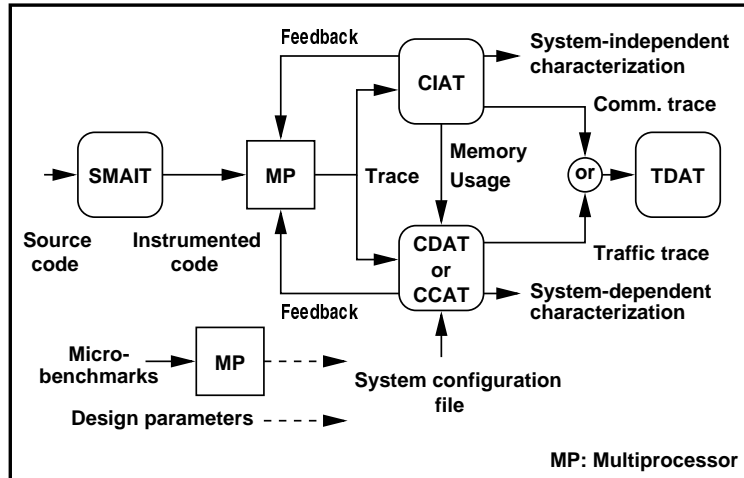 Feedback
System-independent
characterization
CIAT
Comm. trace
SMAIT
MP
Trace
Memory
Usage
or
TDAT
Source
code
Instrumented
code
CDAT
or
CCAT
Traffic trace
Feedback
System-dependent
characterization
Micro-
benchmarks
MP
System configuration
file
Design parameters
MP: Multiprocessor